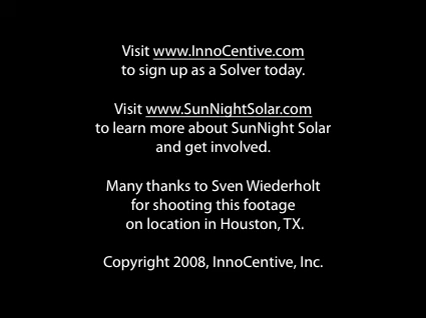 Visit www.InnoCentive.com
to sign up as a Solver today.
Visit www.SunNightSolar.com
to learn more about SunNight Solar
and get involved.
Many thanks to Sven Wiederholt
for shooting this footage
on location in Houston, TX.
Copyright 2008, InnoCentive, Inc.